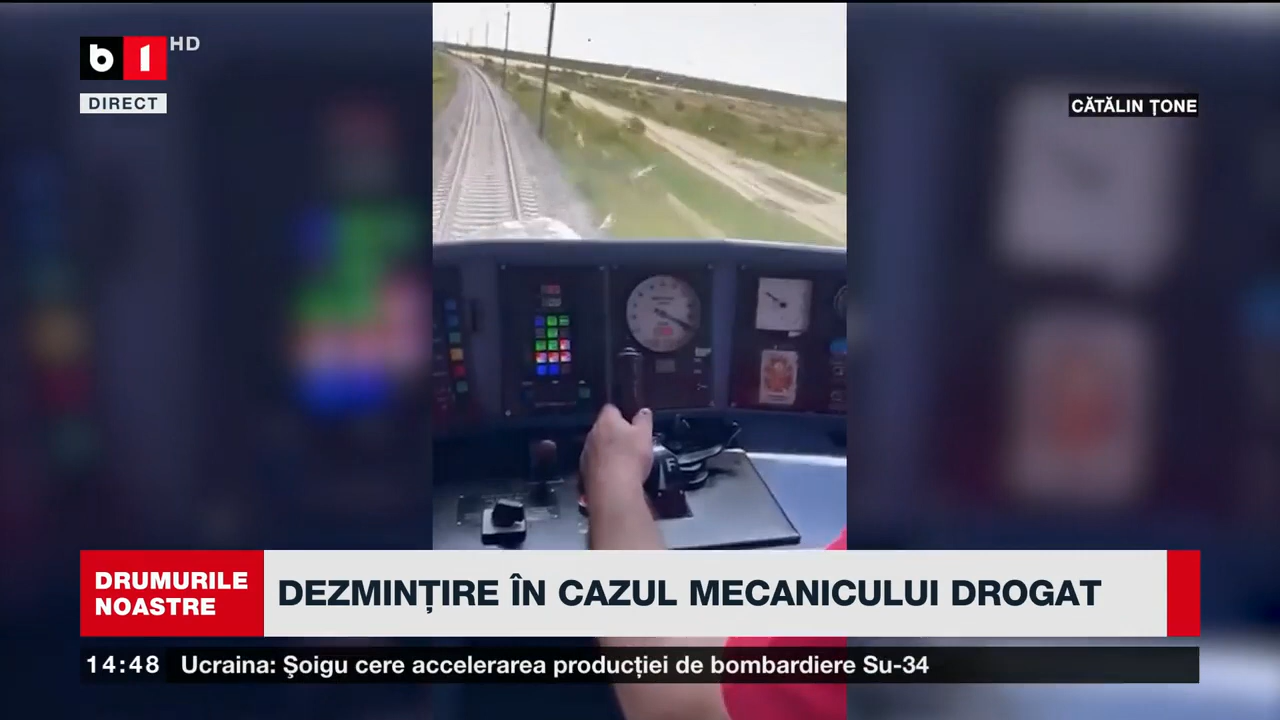 b1 HD
DIRECT
CĂTĂLIN ȚONE
F
DRUMURILE
NOASTRE
DEZMINȚIRE ÎN CAZUL MECANICULUI DROGAT
14:48 Ucraina: Şoigu cere accelerarea producției de bombardiere Su-34